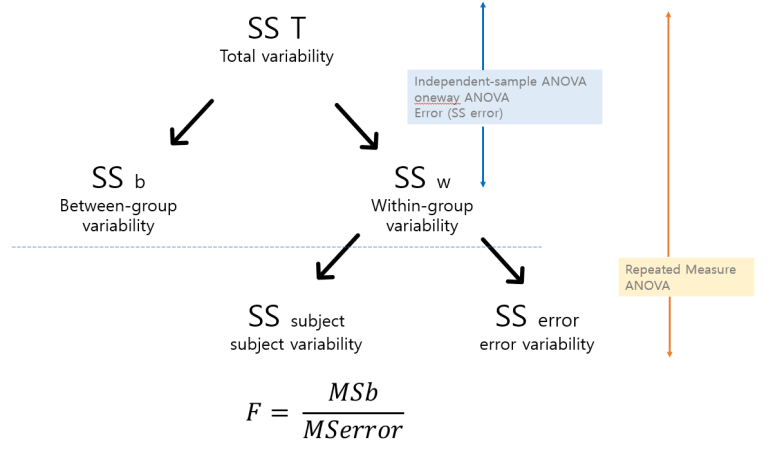 SS T
Total variability
Independent-sample ANOVA
oneway ANOVA
Error (SS error)
SS b
Between-group
variability
SS w
Within-group
variability
Repeated Measure
ANOVA
SS subject
subject variability
SS error
error variability
F = MSb / MSerror